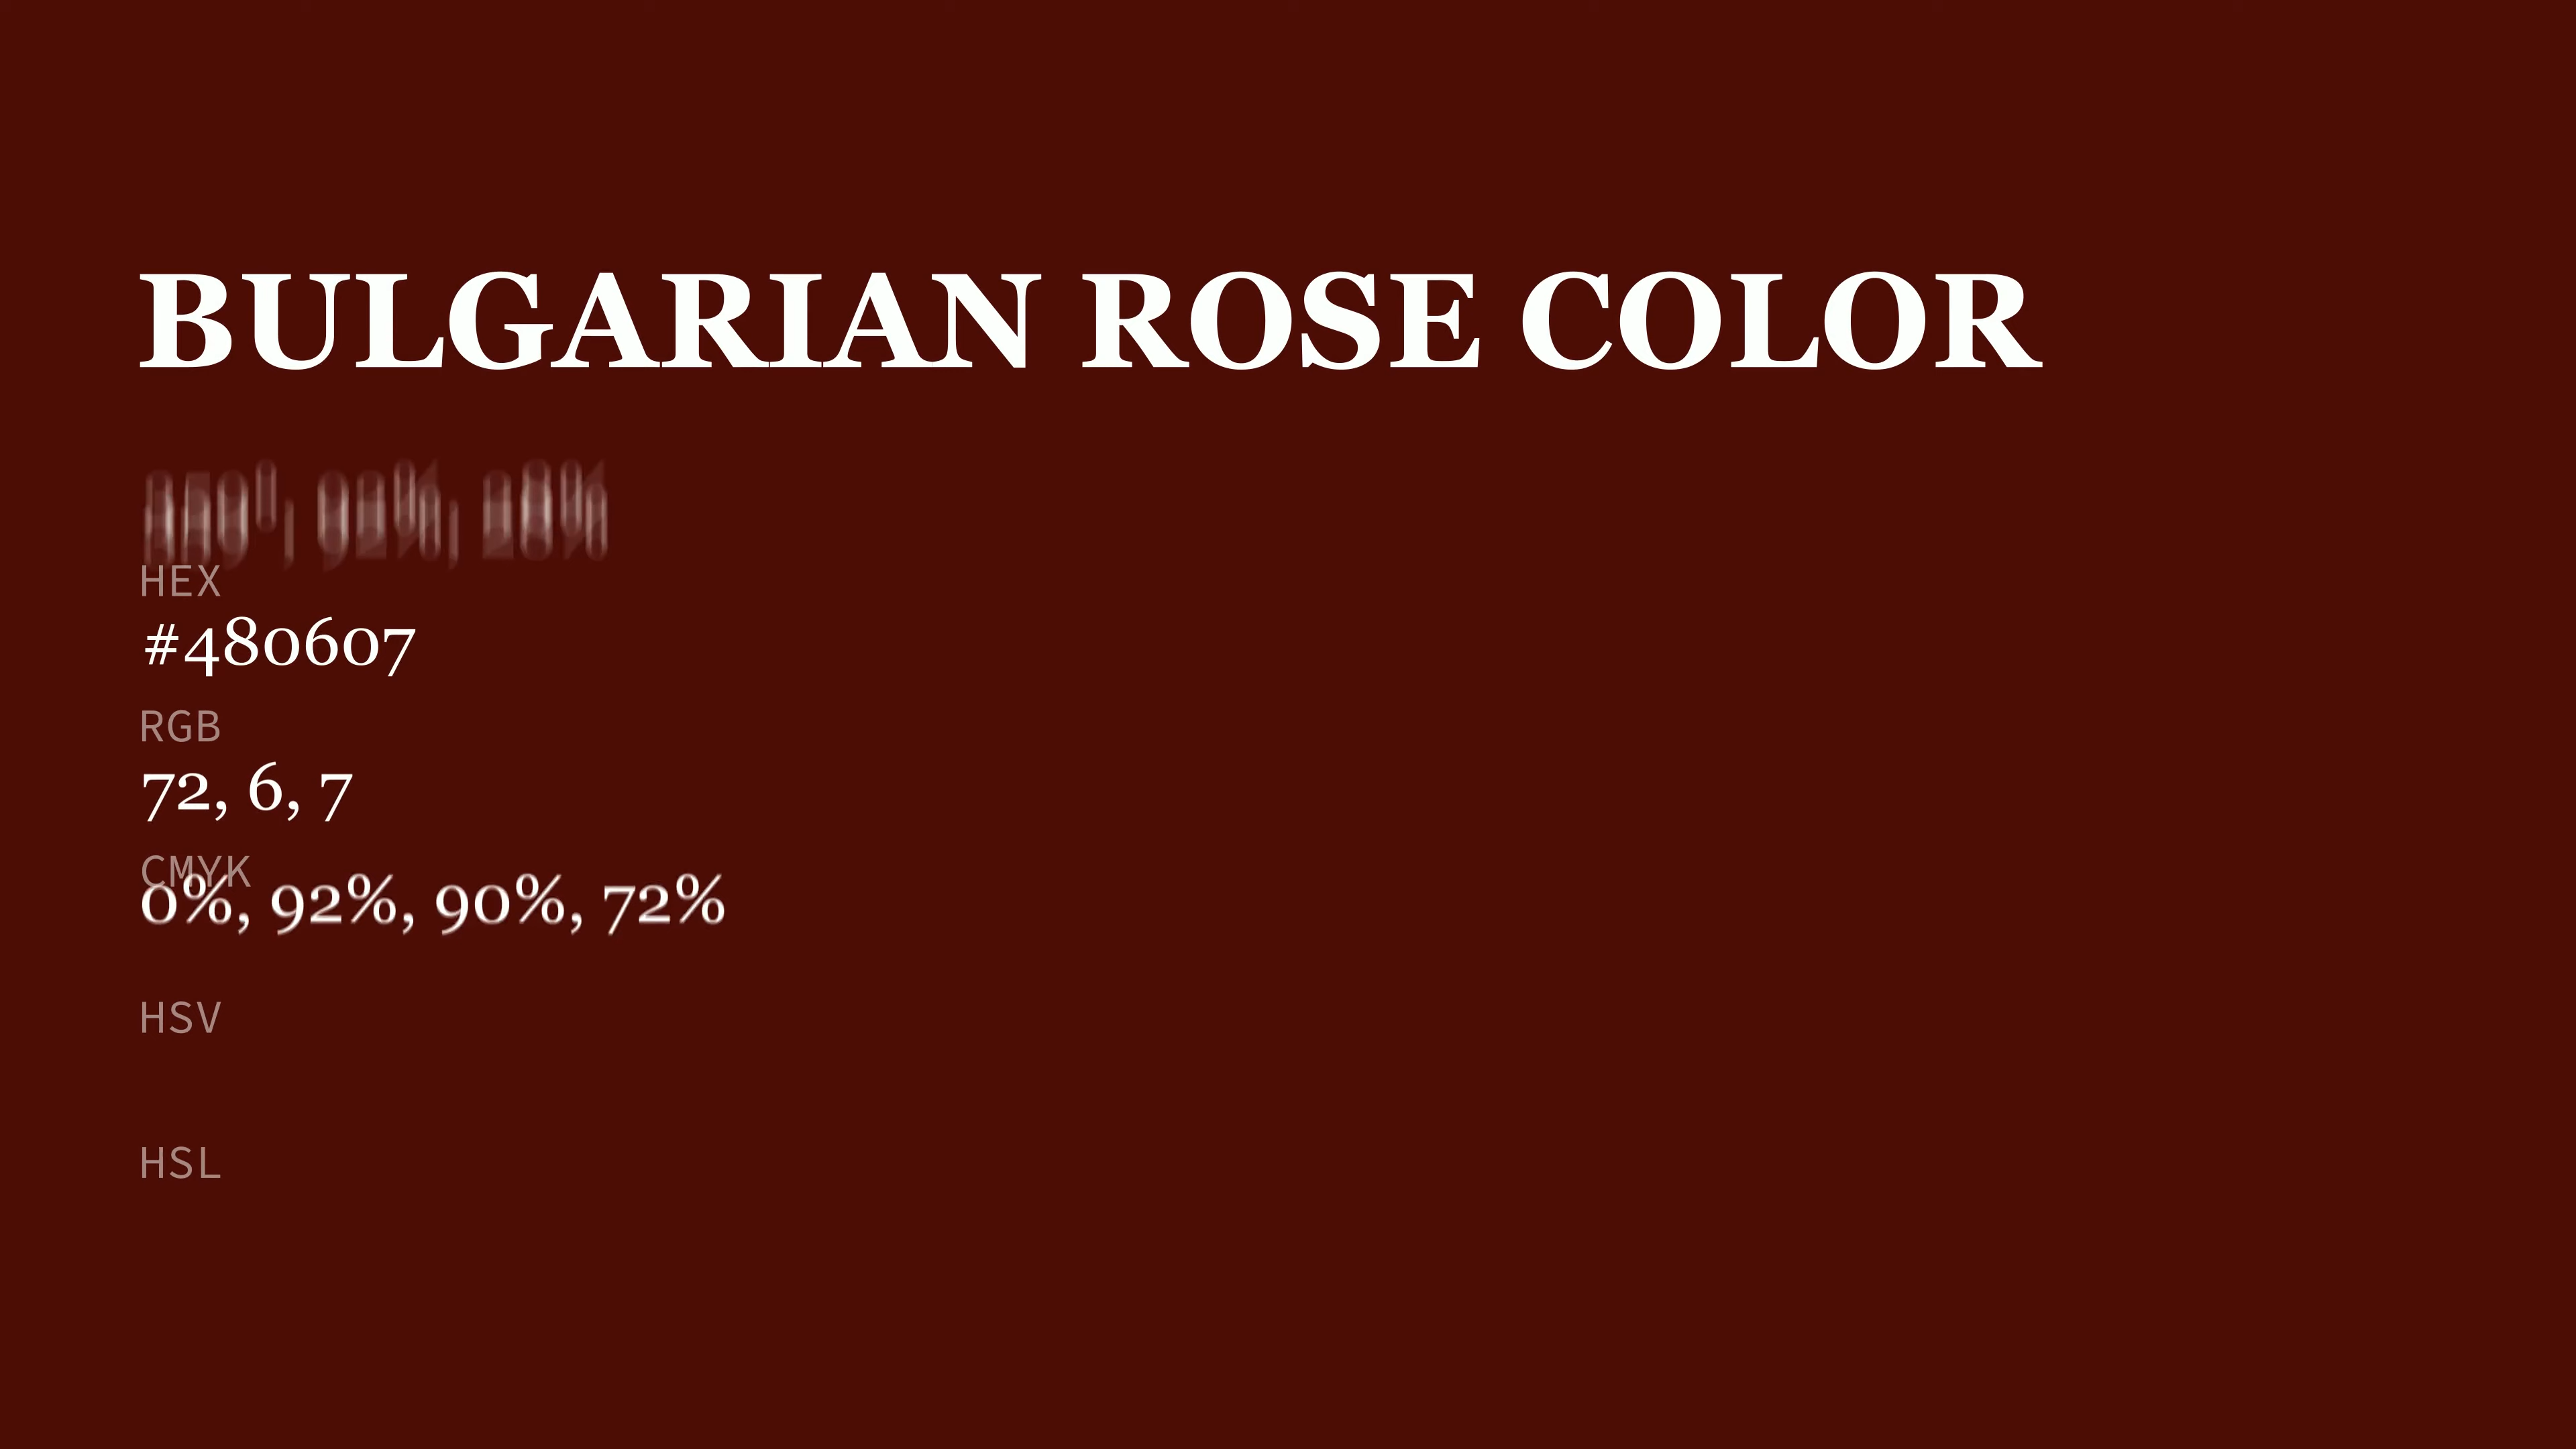 BULGARIAN ROSE COLOR
HEX
#480607
RGB
72, 6, 7
CMYK
0%, 92%, 90%, 72%
HSV
HSL